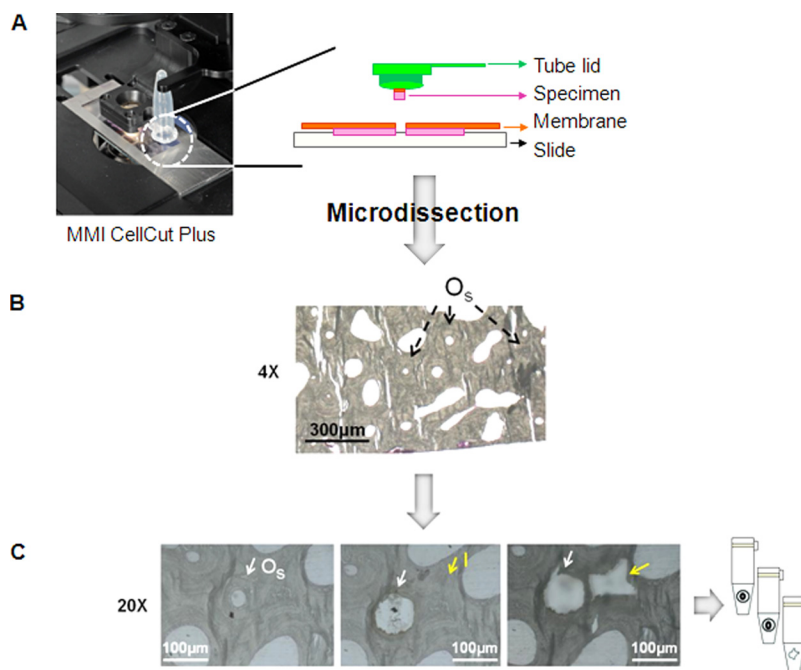 A
Tube lid
Specimen
Membrane
Slide
MMI CellCut Plus
Microdissection
B
Os
4X
300µm
C
20X
Os
100µm
I
100µm
100µm